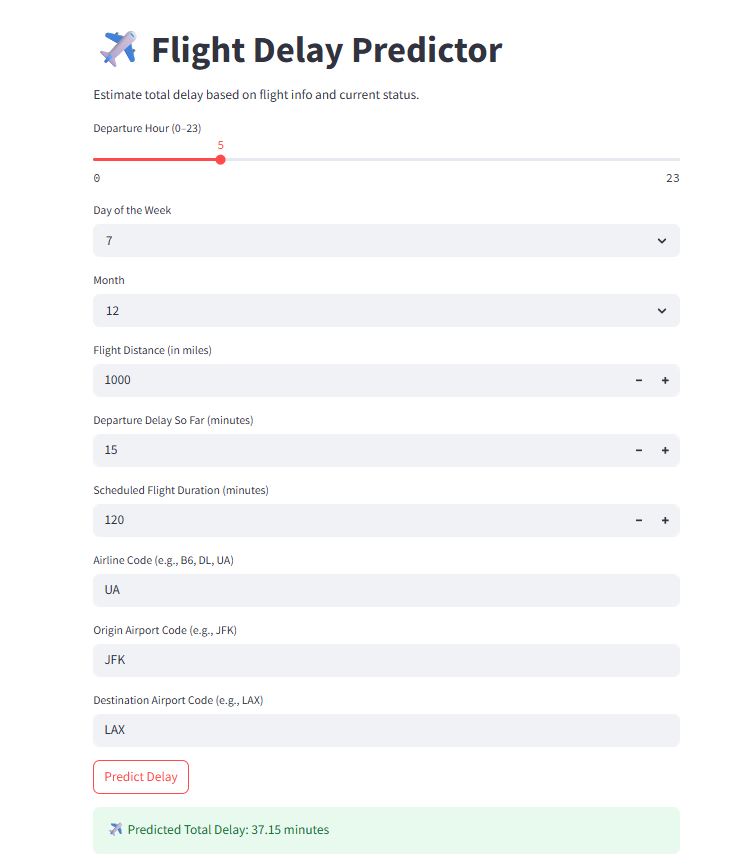 Flight Delay Predictor
Estimate total delay based on flight info and current status.
Departure Hour (0–23)
5
0 23
Day of the Week
7
Month
12
Flight Distance (in miles)
1000
Departure Delay So Far (minutes)
15
Scheduled Flight Duration (minutes)
120
Airline Code (e.g., B6, DL, UA)
UA
Origin Airport Code (e.g., JFK)
JFK
Destination Airport Code (e.g., LAX)
LAX
Predict Delay
Predicted Total Delay: 37.15 minutes